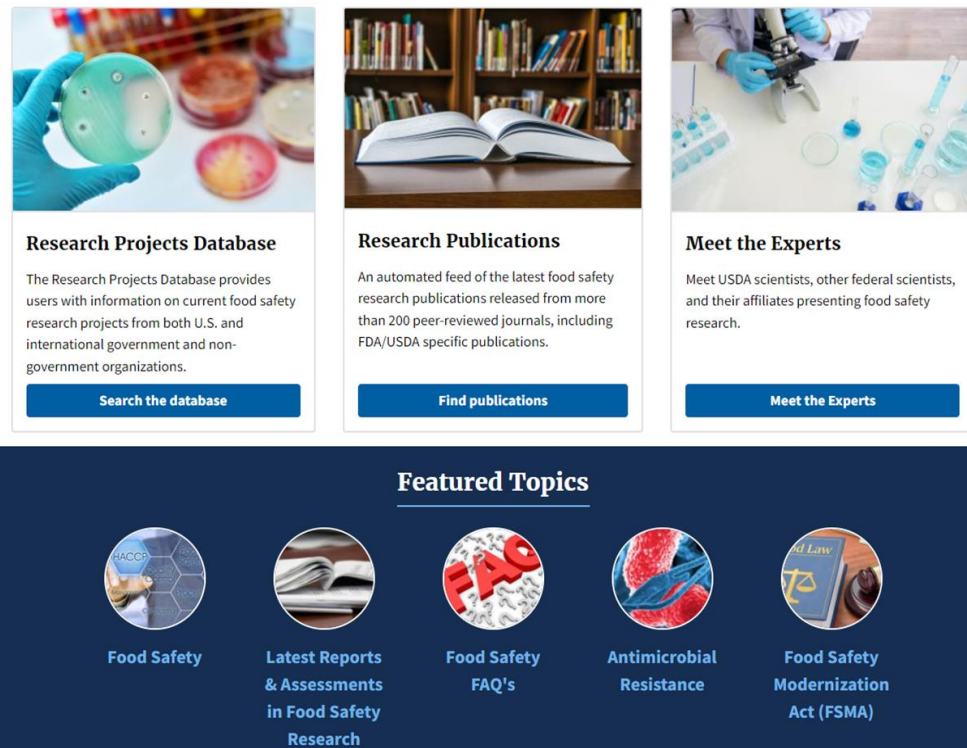 Research Projects Database
The Research Projects Database provides
users with information on current food safety
research projects from both U.S. and
international government and non-
government organizations.
Search the database
Research Publications
An automated feed of the latest food safety
research publications released from more
than 200 peer-reviewed journals, including
FDA/USDA specific publications.
Find publications
Meet the Experts
Meet USDA scientists, other federal scientists,
and their affiliates presenting food safety
research.
Meet the Experts
Featured Topics
HACCP
FAQ
od Law
Food Safety
Latest Reports
& Assessments
in Food Safety
Research
Food Safety
FAQ's
Antimicrobial
Resistance
Food Safety
Modernization
Act (FSMA)